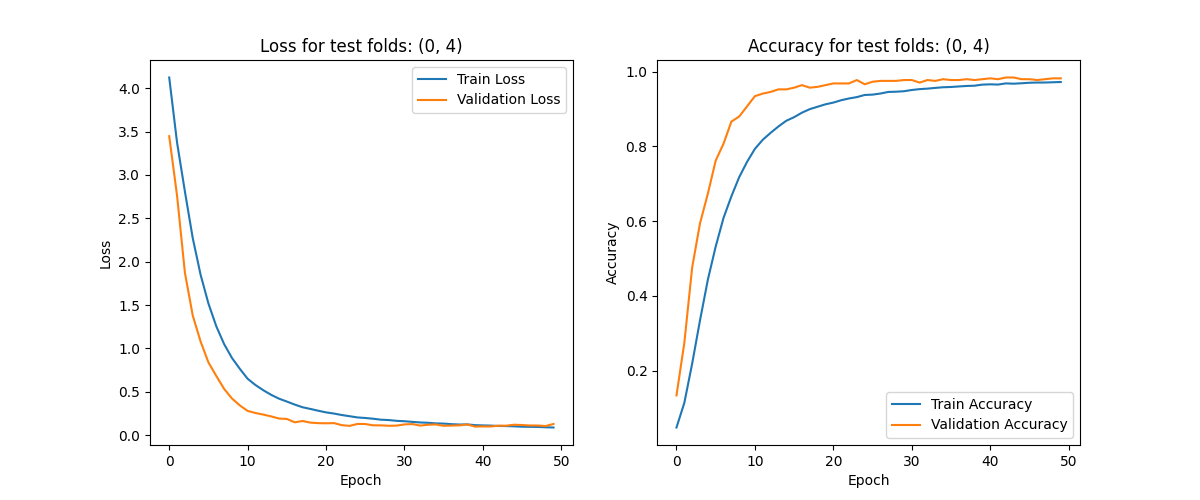 Loss for test folds: (0, 4)
4.0
3.5
3.0
2.5
2.0
1.5
1.0
0.5
0.0
Loss
Train Loss
Validation Loss
0 10 20 30 40 50
Epoch
Accuracy for test folds: (0, 4)
1.0
0.8
0.6
0.4
0.2
Accuracy
Train Accuracy
Validation Accuracy
0 10 20 30 40 50
Epoch